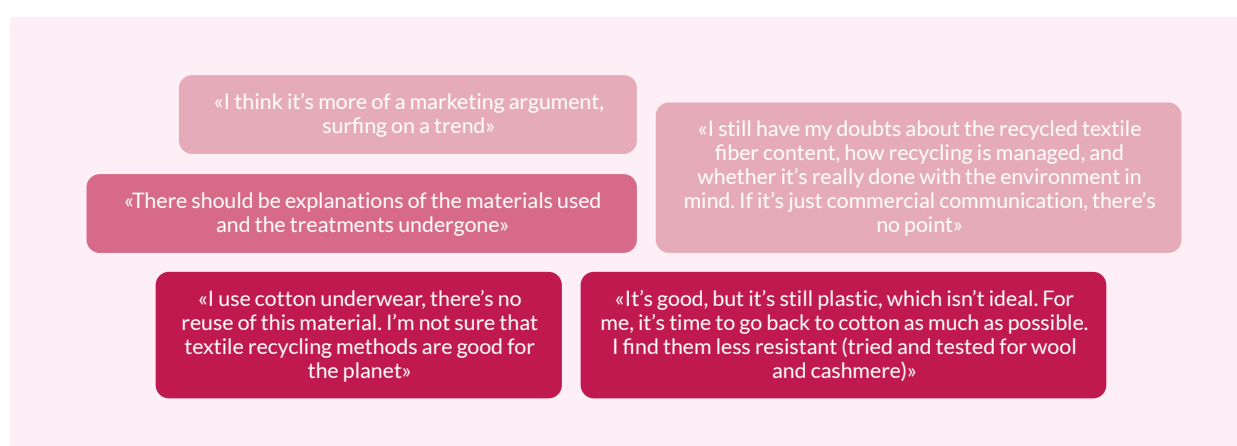 «I think it's more of a marketing argument,
surfing on a trend»
«I still have my doubts about the recycled textile
fiber content, how recycling is managed, and
whether it's really done with the environment in
mind. If it's just commercial communication, there's
no point»
«There should be explanations of the materials used
and the treatments undergone»
«I use cotton underwear, there's no
reuse of this material. I'm not sure that
textile recycling methods are good for
the planet»
«It's good, but it's still plastic, which isn't ideal. For
me, it's time to go back to cotton as much as possible.
I find them less resistant (tried and tested for wool
and cashmere)»